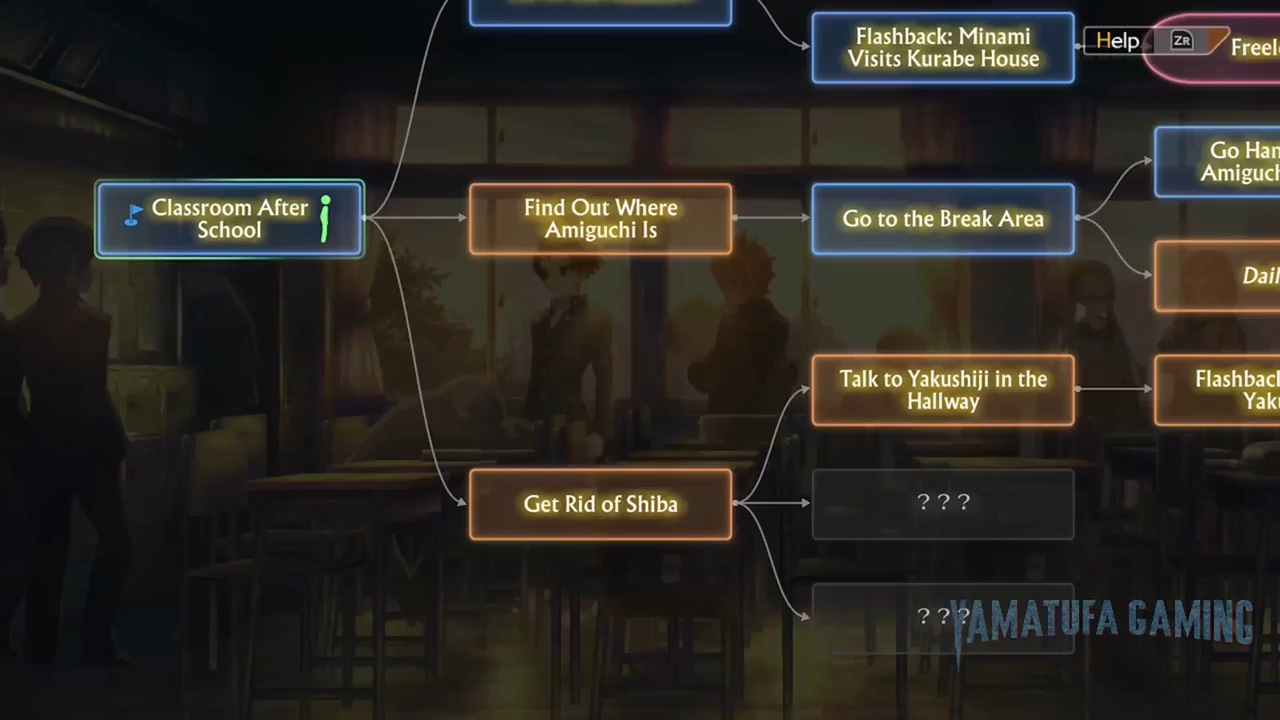 Flashback: Minami
Visits Kurabe House
Help
ZR
Classroom After
School
Find Out Where
Amiguchi Is
Go to the Break Area
Talk to Yakushiji in the
Hallway
Get Rid of Shiba
???
???
YAMATUFA GAMING